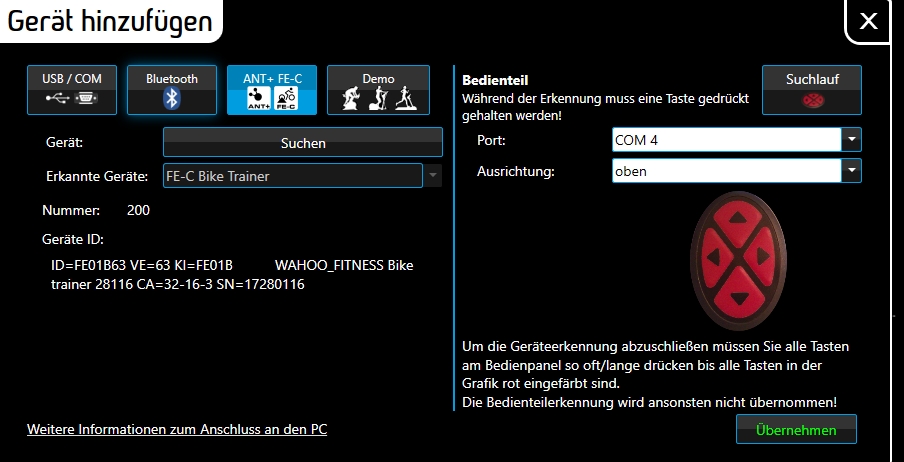 Gerät hinzufügen
X
USB / COM
Bluetooth
ANT+ FE-C
ANT+
FE-C
Demo
Gerät:
Suchen
Erkannte Geräte:
FE-C Bike Trainer
Nummer:
200
Geräte ID:
ID=FE01B63 VE=63 KI=FE01B WAHOO_FITNESS Bike
trainer 28116 CA=32-16-3 SN=17280116
Weitere Informationen zum Anschluss an den PC
Bedienteil
Während der Erkennung muss eine Taste gedrückt
gehalten werden!
Suchlauf
Port:
COM 4
Ausrichtung:
oben
Um die Geräteerkennung abzuschließen müssen Sie alle Tasten
am Bedienpanel so oft/lange drücken bis alle Tasten in der
Grafik rot eingefärbt sind.
Die Bedienteilerkennung wird ansonsten nicht übernommen!
Übernehmen